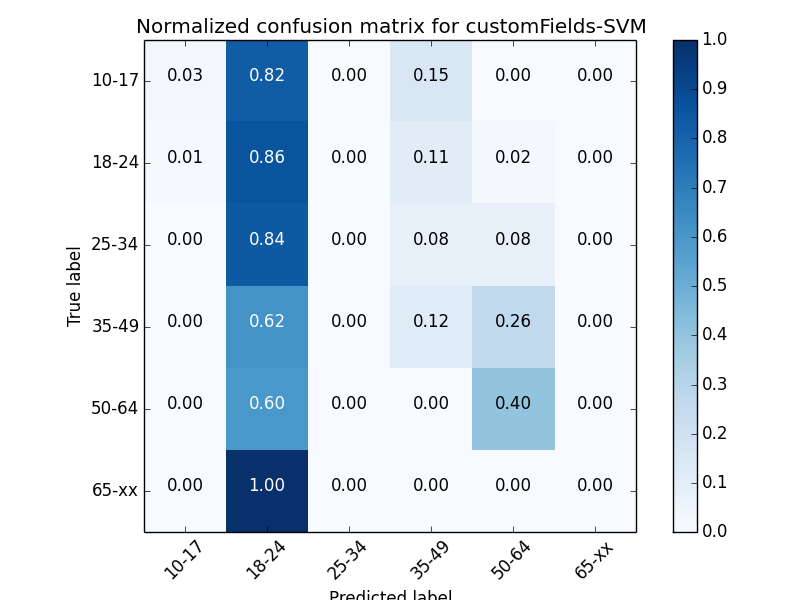 Normalized confusion matrix for customFields-SVM
10-17 0.03 0.82 0.00 0.15 0.00 0.00
18-24 0.01 0.86 0.00 0.11 0.02 0.00
25-34 0.00 0.84 0.00 0.08 0.08 0.00
35-49 0.00 0.62 0.00 0.12 0.26 0.00
50-64 0.00 0.60 0.00 0.00 0.40 0.00
65-xx 0.00 1.00 0.00 0.00 0.00 0.00
True label
10-17 18-24 25-34 35-49 50-64 65-xx
Predicted label
1.0
0.9
0.8
0.7
0.6
0.5
0.4
0.3
0.2
0.1
0.0